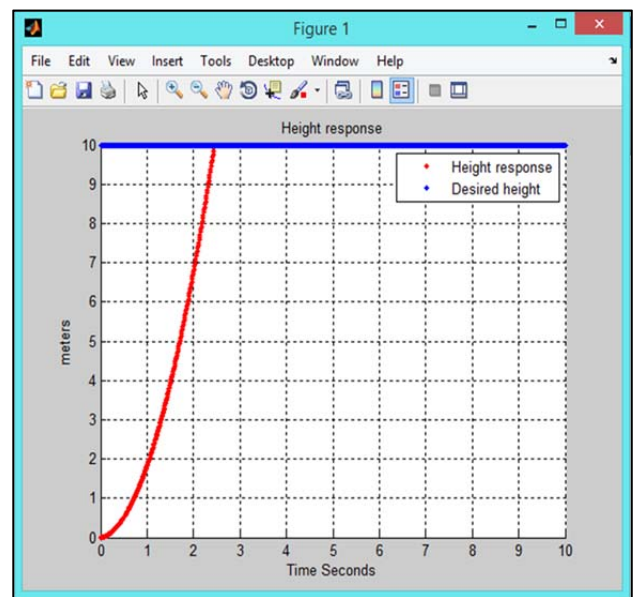 Figure 1
File Edit View Insert Tools Desktop Window Help
Height response
Height response
Desired height
10
9
8
7
6
5
4
3
2
1
0
meters
0 1 2 3 4 5 6 7 8 9 10
Time Seconds